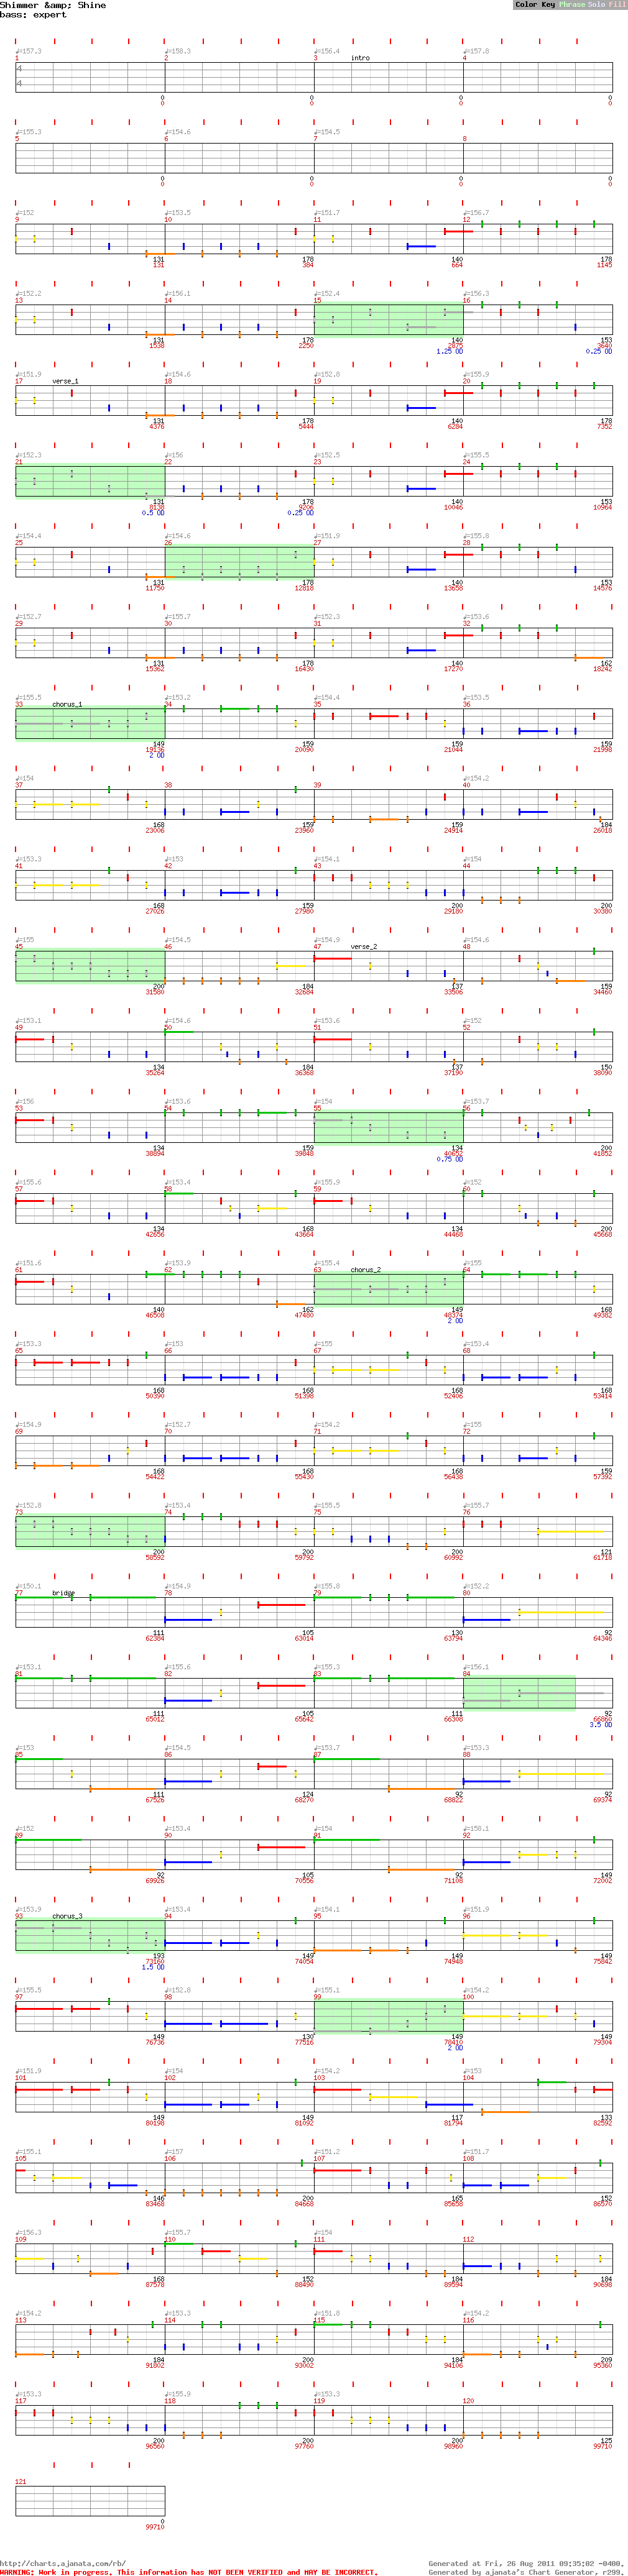 Shimmer &amp; Shine
bass: expert
Color Key Phrase Solo Fill
♩=157.3 ♩=158.3 ♩=156.4 ♩=157.8
1 2 3 intro 4
4
4
0 0 0 0
0 0 0 0
♩=155.3 ♩=154.6 ♩=154.5
5 6 7 8
0 0 0 0
0 0 0 0
♩=152 ♩=153.5 ♩=151.7 ♩=156.7
9 10 11 12
131 178 140 178
131 384 664 1145
♩=152.2 ♩=156.1 ♩=152.4 ♩=156.3
13 14 15 16
131 178 140 153
1538 2250 2875 3640
1.25 OD 0.25 OD
♩=151.9 ♩=154.6 ♩=152.8 ♩=155.9
17 verse_1 18 19 20
131 178 140 178
4376 5444 6284 7352
♩=152.3 ♩=156 ♩=152.5 ♩=155.5
21 22 23 24
131 178 140 153
8138 9206 10046 10964
0.5 OD 0.25 OD
♩=154.4 ♩=154.6 ♩=151.9 ♩=155.8
25 26 27 28
131 178 140 153
11750 12818 13658 14576
♩=152.7 ♩=155.7 ♩=152.3 ♩=153.6
29 30 31 32
131 178 140 162
15362 16430 17270 18242
♩=155.5 ♩=153.2 ♩=154.4 ♩=153.5
33 chorus_1 34 35 36
149 159 159 159
19136 20090 21044 21998
2 OD
♩=154 ♩=154.2
37 38 39 40
168 159 159 184
23006 23960 24914 26018
♩=153.3 ♩=153 ♩=154.1 ♩=154
41 42 43 44
168 159 200 200
27026 27980 29180 30380
♩=155 ♩=154.5 ♩=154.9 ♩=154.6
45 46 47 verse_2 48
200 184 137 159
31580 32684 33506 34460
♩=153.1 ♩=154.6 ♩=153.6 ♩=152
49 50 51 52
134 184 137 150
35264 36368 37190 38090
♩=156 ♩=153.6 ♩=154 ♩=153.7
53 54 55 56
134 159 134 200
38894 39848 40652 41852
0.75 OD
♩=155.6 ♩=153.4 ♩=155.9 ♩=152
57 58 59 60
134 168 134 200
42656 43664 44468 45668
♩=151.6 ♩=153.9 ♩=155.4 ♩=155
61 62 63 chorus_2 64
140 162 149 168
46508 47480 48374 49382
2 OD
♩=153.3 ♩=153 ♩=155 ♩=153.4
65 66 67 68
168 168 168 168
50390 51398 52406 53414
♩=154.9 ♩=152.7 ♩=154.2 ♩=155
69 70 71 72
168 168 168 159
54422 55430 56438 57392
♩=152.8 ♩=153.4 ♩=155.5 ♩=155.7
73 74 75 76
200 200 200 121
58592 59792 60992 61718
♩=150.1 ♩=154.9 ♩=155.8 ♩=152.2
77 bridge 78 79 80
111 105 130 92
62384 63014 63794 64346
♩=153.1 ♩=155.6 ♩=155.3 ♩=156.1
81 82 83 84
111 105 111 92
65012 65642 66308 66860
3.5 OD
♩=153 ♩=154.5 ♩=153.7 ♩=153.3
85 86 87 88
111 124 92 92
67526 68270 68822 69374
♩=152 ♩=153.4 ♩=154 ♩=150.1
89 90 91 92
92 105 92 149
69926 70556 71108 72002
♩=153.9 ♩=153.4 ♩=154.1 ♩=151.9
93 chorus_3 94 95 96
193 149 149 149
73160 74054 74948 75842
1.5 OD
♩=155.5 ♩=152.8 ♩=155.1 ♩=154.2
97 98 99 100
149 130 149 149
76736 77516 78410 79304
2 OD
♩=151.9 ♩=154 ♩=154.2 ♩=153
101 102 103 104
149 149 117 133
80198 81092 81794 82592
♩=155.1 ♩=157 ♩=151.2 ♩=151.7
105 106 107 108
146 200 165 152
83468 84668 85658 86570
♩=156.3 ♩=155.7 ♩=154
109 110 111 112
168 152 184 184
87578 88490 89594 90698
♩=154.2 ♩=153.3 ♩=151.8 ♩=154.2
113 114 115 116
184 200 184 209
91802 93002 94106 95360
♩=153.3 ♩=155.9 ♩=153.3
117 118 119 120
200 200 200 125
96560 97760 98960 99710
121
0
99710
http://charts.ajanata.com/rb/
Generated at Fri, 26 Aug 2011 09:35:02 -0400.
WARNING: Work in progress. This information has NOT BEEN VERIFIED and MAY BE INCORRECT.
Generated by ajanata's Chart Generator, r299.